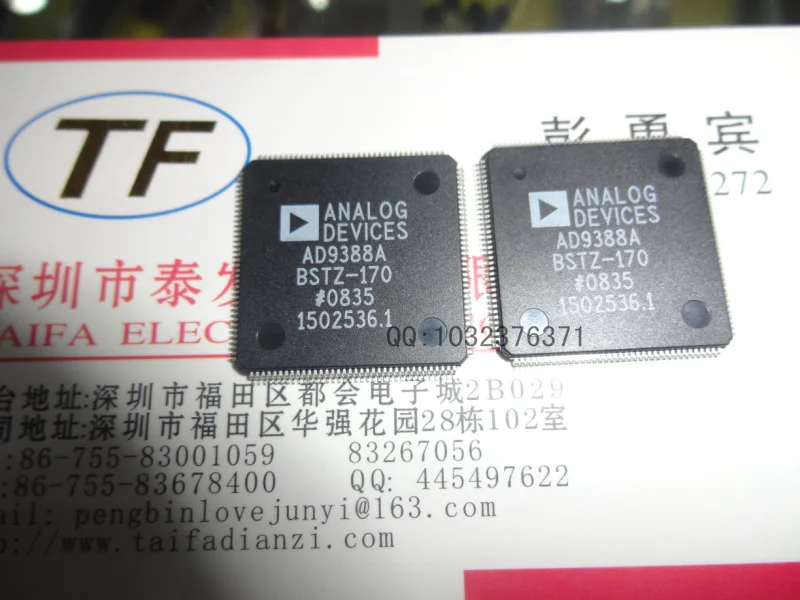 TF
彭 勇 宾
272
深圳市泰发
TAIFA ELEC
ANALOG
DEVICES
AD9388A
BSTZ-170
#0835
1502536.1
ANALOG
DEVICES
AD9388A
BSTZ-170
#0835
1502536.1
QQ:1032376371
台地址:深圳市福田区都会电子城2B029
司地址:深圳市福田区华强花园28栋102室
:86-755-83001059 83267056
:86-755-83678400 QQ: 445497622
ail: pengbinlovejunyi@163.com
p://www.taifadianzi.com